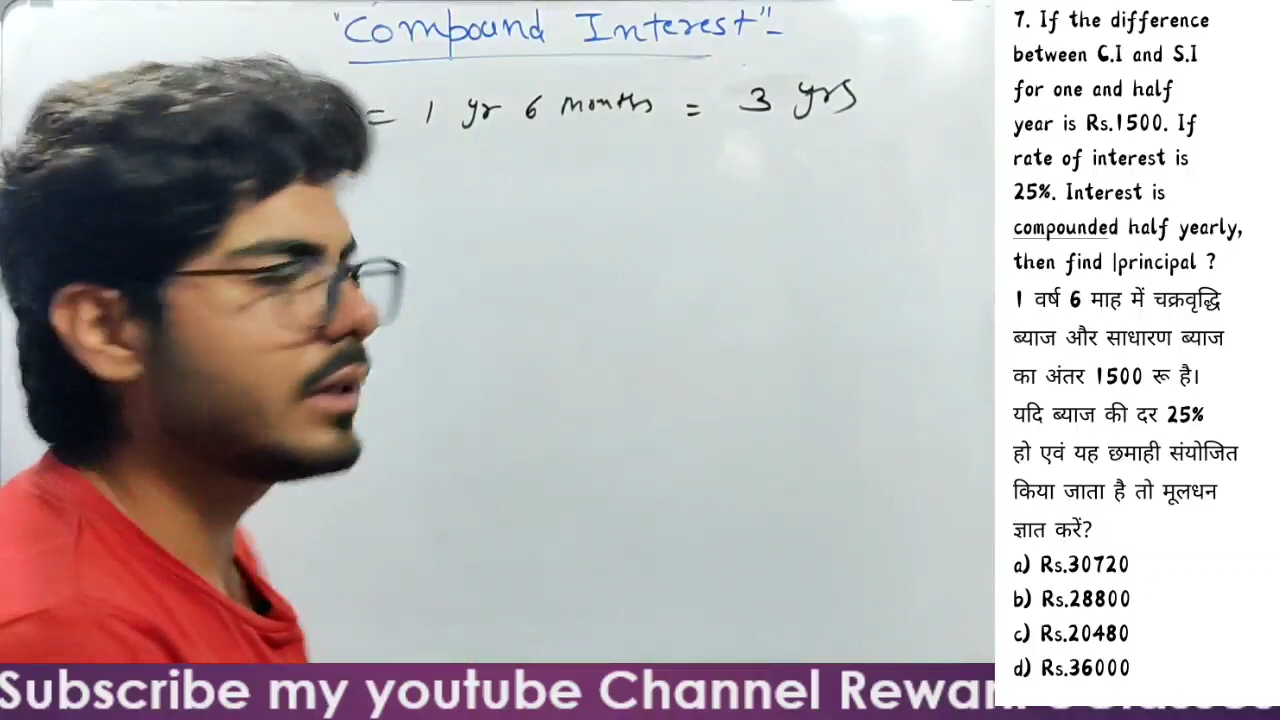 "Compound Interest"-
= 1 yr 6 months = 3 yrs
7. If the difference
between C.I and S.I
for one and half
year is Rs.1500. If
rate of interest is
25%. Interest is
compounded half yearly,
then find |principal ?
1 वर्ष 6 माह में चक्रवृद्धि
ब्याज और साधारण ब्याज
का अंतर 1500 रू है।
यदि ब्याज की दर 25%
हो एवं यह छमाही संयोजित
किया जाता है तो मूलधन
ज्ञात करें?
a) Rs.30720
b) Rs.28800
c) Rs.20480
d) Rs.36000
Subscribe my youtube Channel